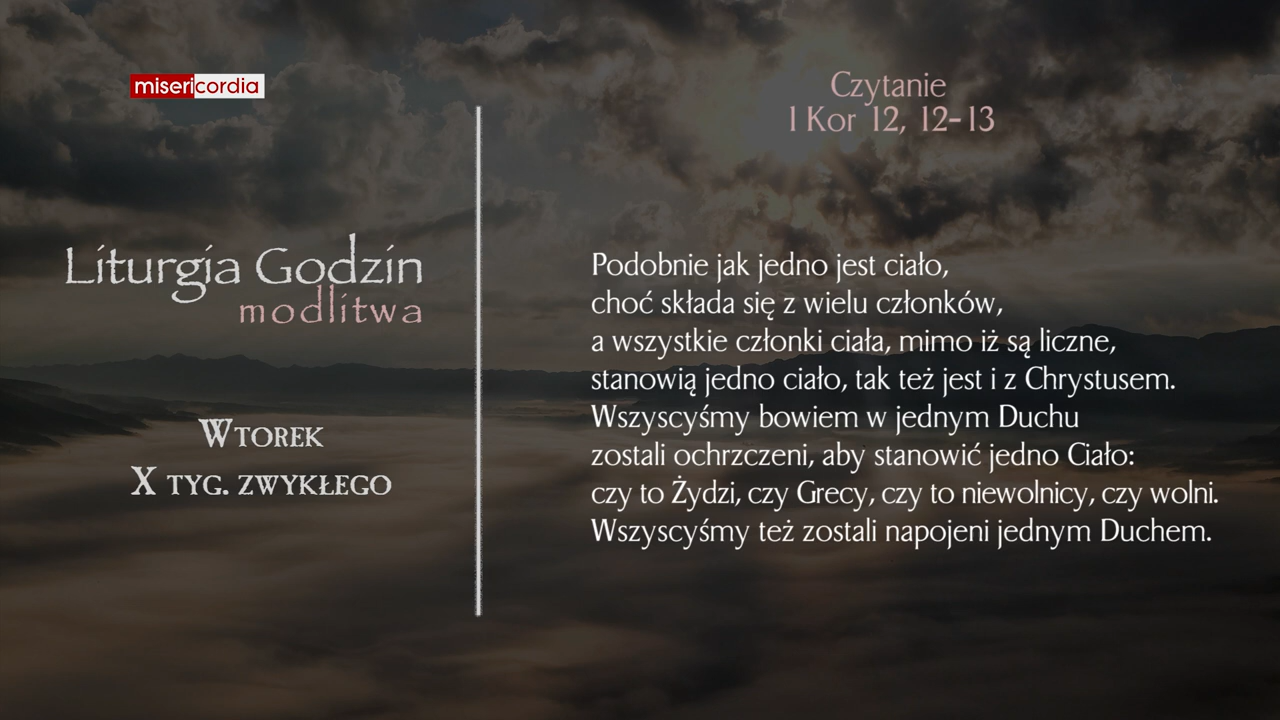 misericordia
Liturgia Godzin
modlitwa
Wtorek
X tyg. zwykłego
Czytanie
1 Kor 12, 12-13
Podobnie jak jedno jest ciało,
choć składa się z wielu członków,
a wszystkie członki ciała, mimo iż są liczne,
stanowią jedno ciało, tak też jest i z Chrystusem.
Wszyscyśmy bowiem w jednym Duchu
zostali ochrzczeni, aby stanowić jedno Ciało:
czy to Żydzi, czy Grecy, czy to niewolnicy, czy wolni.
Wszyscyśmy też zostali napojeni jednym Duchem.